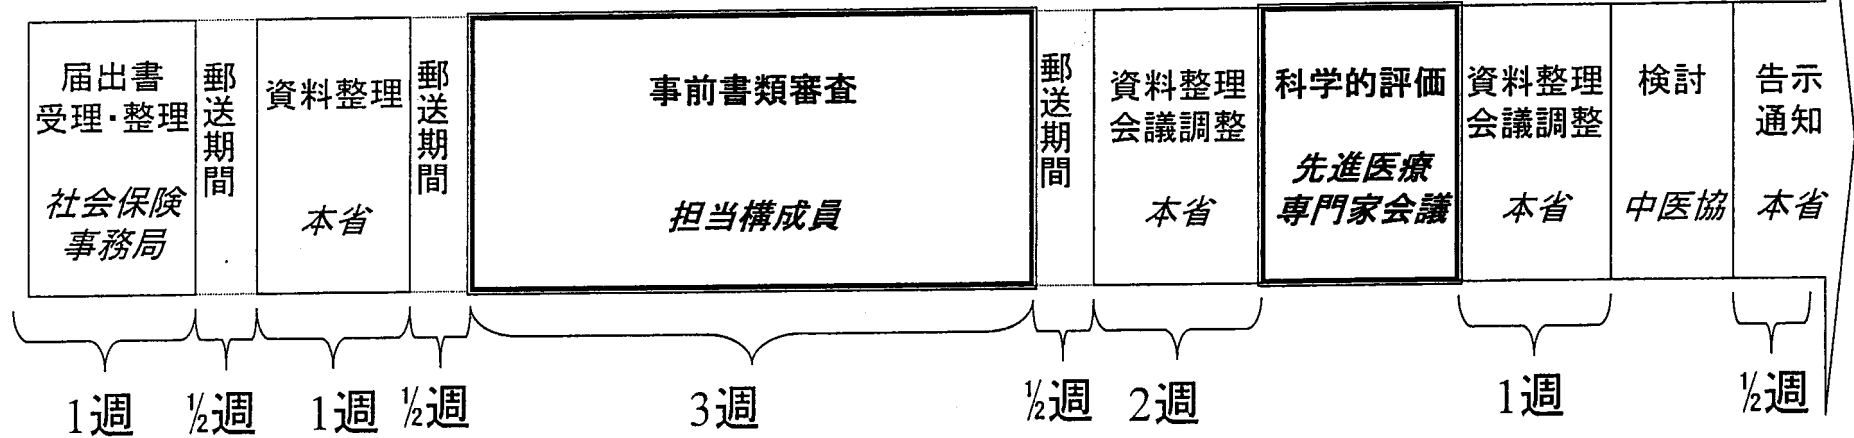 届出書
受理・整理
社会保険
事務局
郵送期間
資料整理
本省
郵送期間
事前書類審査
担当構成員
郵送期間
資料整理
会議調整
本省
科学的評価
先進医療
専門家会議
資料整理
会議調整
本省
検討
中医協
告示
通知
本省
1週
½週
1週
½週
3週
½週
2週
1週
½週